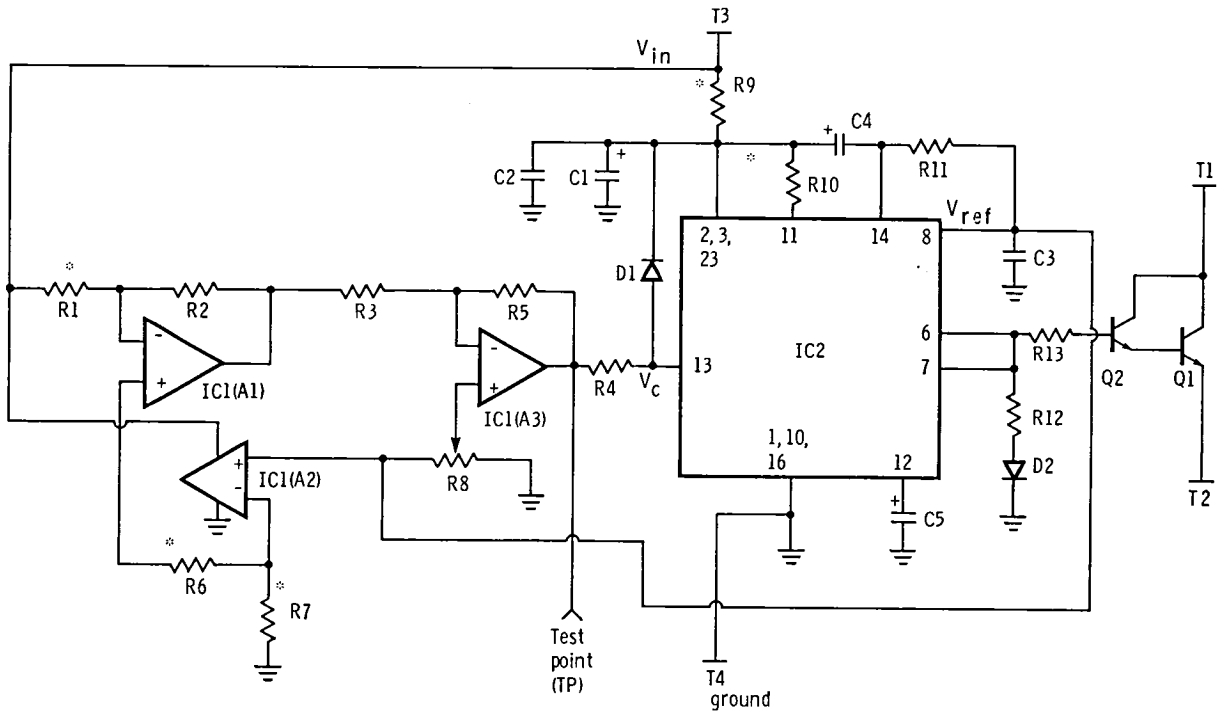 T3
V in
* R9
C4
+
C2 C1 +
*
R10
R11
T1
V ref
2, 3,
23
11
14
8
C3
D1
*
R1 R2 R3 R5
-
+
IC1(A1)
-
+
IC1(A3)
R4
V c
13
IC2
6
7
R13
Q2 Q1
R12
D2
T2
1, 10,
16
12
+
C5
+
-
IC1(A2)
R8
*
R6
*
R7
Test
point
(TP)
T4
ground